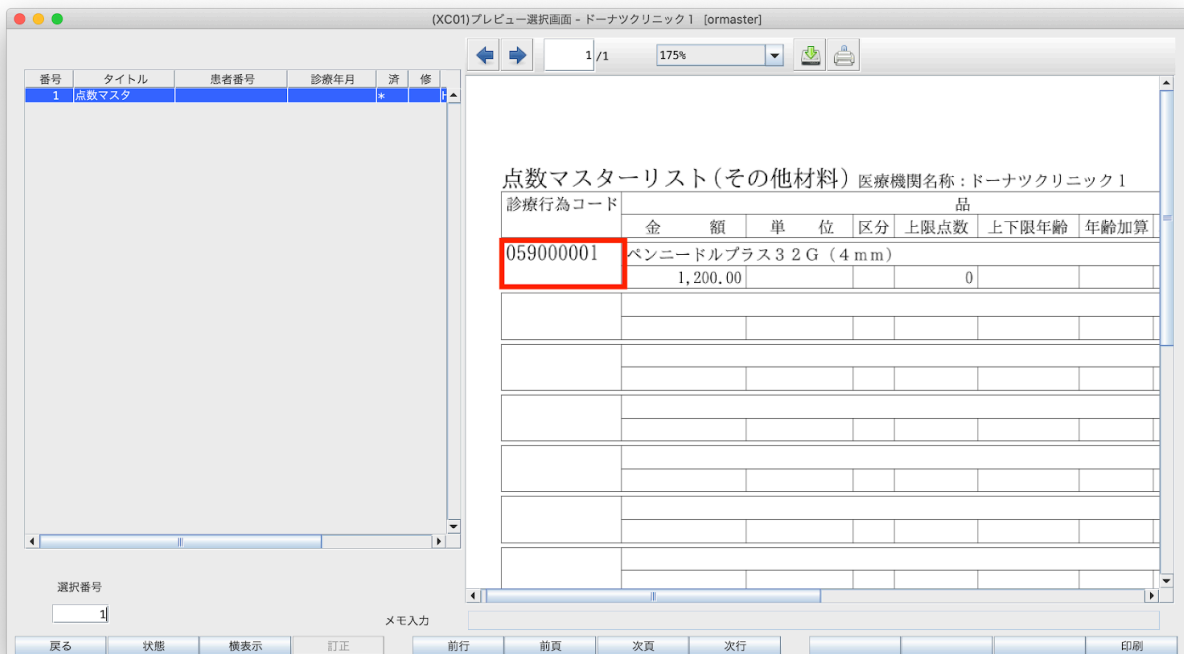 (XC01)プレビュー選択画面 - ドーナツクリニック1 [ormaster]
1 /1 175%
番号 タイトル 患者番号 診療年月 済 修
1 点数マスタ *
点数マスターリスト(その他材料) 医療機関名称:ドーナツクリニック1
診療行為コード 品
金 額 単 位 区分 上限点数 上下限年齢 年齢加算
059000001 ペンニードルプラス32G(4mm)
1,200.00 0
選択番号
1
メモ入力
戻る 状態 横表示 訂正 前行 前頁 次頁 次行 印刷